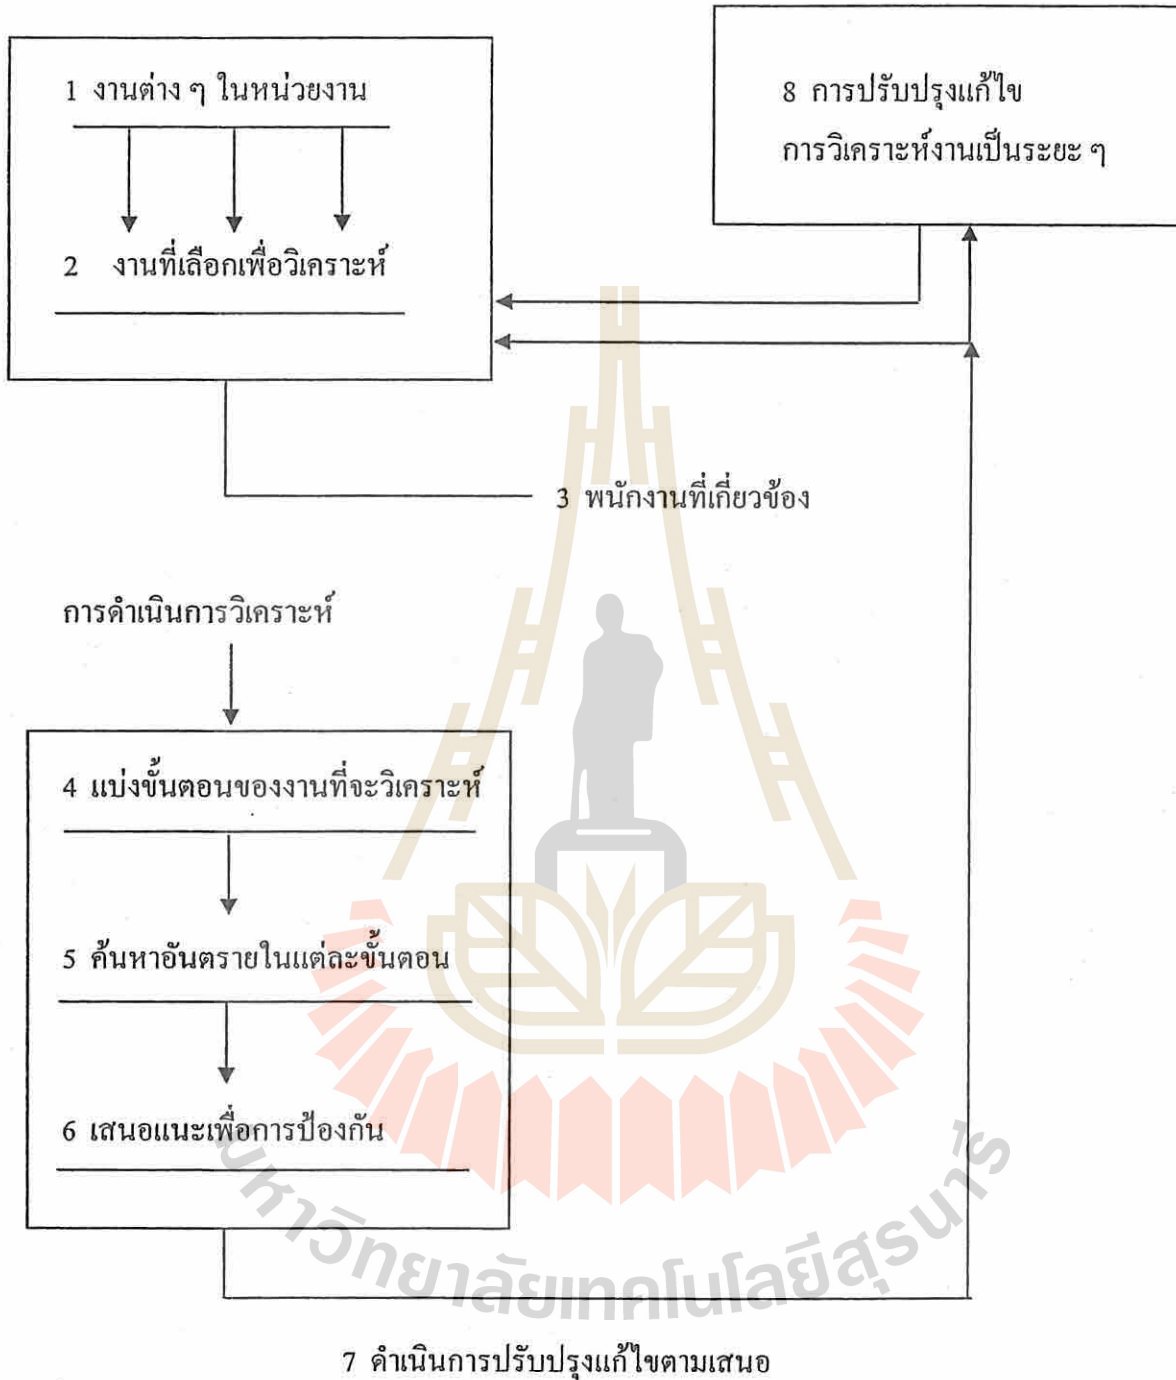 1 งานต่าง ๆ ในหน่วยงาน
2 งานที่เลือกเพื่อวิเคราะห์
8 การปรับปรุงแก้ไข
การวิเคราะห์งานเป็นระยะ ๆ
3 พนักงานที่เกี่ยวข้อง
การดำเนินการวิเคราะห์
4 แบ่งขั้นตอนของงานที่จะวิเคราะห์
5 ค้นหาอันตรายในแต่ละขั้นตอน
6 เสนอแนะเพื่อการป้องกัน
มหาวิทยาลัยเทคโนโลยีสุรนารี
7 ดำเนินการปรับปรุงแก้ไขตามเสนอ